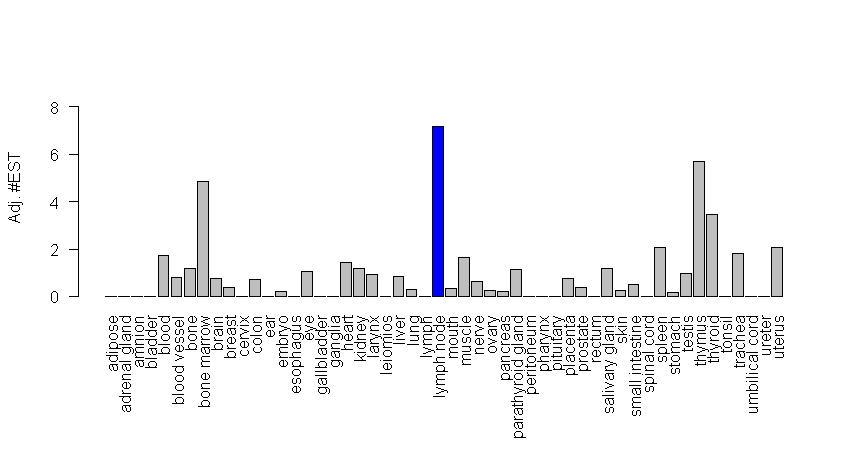 Adj. #EST
8
6
4
2
0
adipose
adrenal gland
amnion
bladder
blood
blood vessel
bone
bone marrow
brain
breast
cervix
colon
ear
embryo
esophagus
eye
gallbladder
ganglia
heart
kidney
larynx
leiomios
liver
lung
lymph
lymph node
mouth
muscle
nerve
ovary
pancreas
parathyroid gland
peritoneum
pharynx
pituitary
placenta
prostate
rectum
salivary gland
skin
small intestine
spinal cord
spleen
stomach
testis
thymus
thyroid
tonsil
trachea
umbilical cord
ureter
uterus